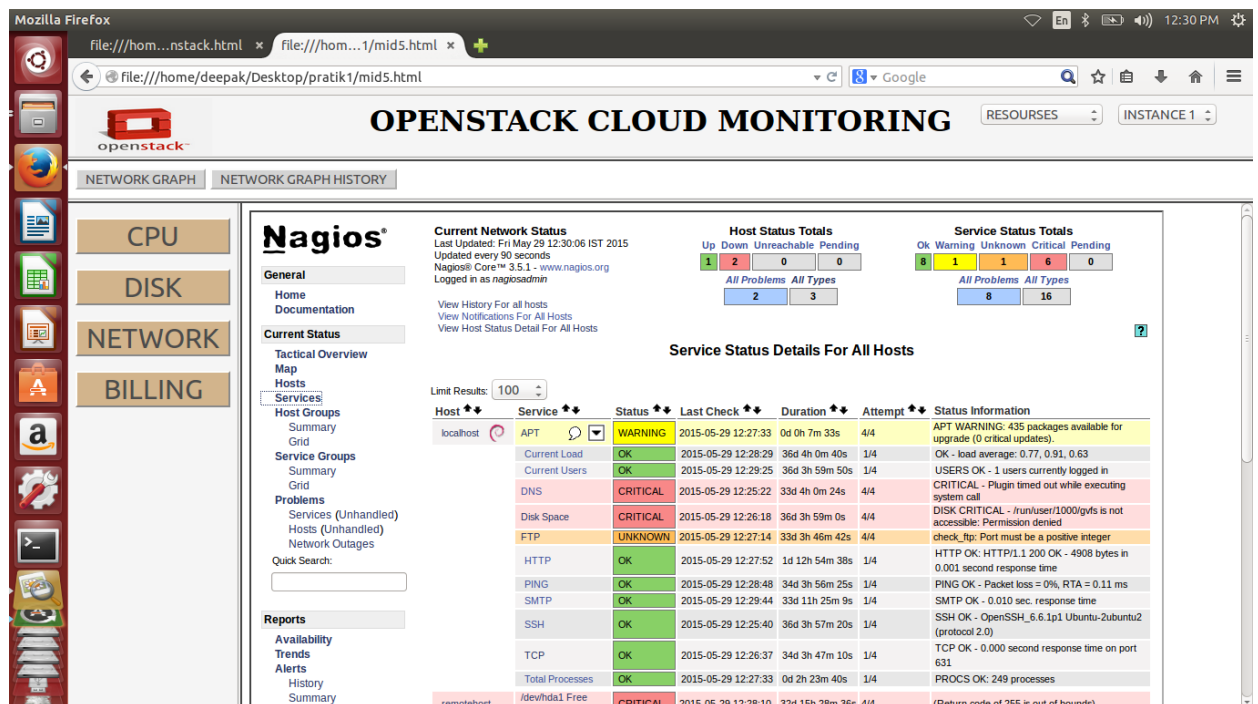 Mozilla Firefox
En
12:30 PM
file:///hom...nstack.html ×
file:///hom...1/mid5.html ×
file:///home/deepak/Desktop/pratik1/mid5.html
Google
openstack
OPENSTACK CLOUD MONITORING
RESOURSES
INSTANCE 1
NETWORK GRAPH
NETWORK GRAPH HISTORY
CPU
DISK
NETWORK
BILLING
Nagios®
General
Home
Documentation
Current Status
Tactical Overview
Map
Hosts
Services
Host Groups
Summary
Grid
Service Groups
Summary
Grid
Problems
Services (Unhandled)
Hosts (Unhandled)
Network Outages
Quick Search:
Reports
Availability
Trends
Alerts
History
Summary
Current Network Status
Last Updated: Fri May 29 12:30:06 IST 2015
Updated every 90 seconds
Nagios® Core™ 3.5.1 - www.nagios.org
Logged in as nagiosadmin
View History For all hosts
View Notifications For All Hosts
View Host Status Detail For All Hosts
Host Status Totals
Up Down Unreachable Pending
1 2 0 0
All Problems All Types
2 3
Service Status Totals
Ok Warning Unknown Critical Pending
8 1 1 6 0
All Problems All Types
8 16
?
Service Status Details For All Hosts
Limit Results: 100
Host Service Status Last Check Duration Attempt Status Information
localhost APT WARNING 2015-05-29 12:27:33 0d 0h 7m 33s 4/4 APT WARNING: 435 packages available for
upgrade (0 critical updates).
Current Load OK 2015-05-29 12:28:29 36d 4h 0m 40s 1/4 OK - load average: 0.77, 0.91, 0.63
Current Users OK 2015-05-29 12:29:25 36d 3h 59m 50s 1/4 USERS OK - 1 users currently logged in
DNS CRITICAL 2015-05-29 12:25:22 33d 4h 0m 24s 4/4 CRITICAL - Plugin timed out while executing
system call
Disk Space CRITICAL 2015-05-29 12:26:18 36d 3h 59m 0s 4/4 DISK CRITICAL - /run/user/1000/gvfs is not
accessible: Permission denied
FTP UNKNOWN 2015-05-29 12:27:14 33d 3h 46m 42s 4/4 check_ftp: Port must be a positive integer
HTTP OK 2015-05-29 12:27:52 1d 12h 54m 38s 1/4 HTTP OK: HTTP/1.1 200 OK - 4908 bytes in
0.001 second response time
PING OK 2015-05-29 12:28:48 34d 3h 56m 25s 1/4 PING OK - Packet loss = 0%, RTA = 0.11 ms
SMTP OK 2015-05-29 12:29:44 33d 11h 25m 9s 1/4 SMTP OK - 0.010 sec. response time
SSH OK 2015-05-29 12:25:40 36d 3h 57m 20s 1/4 SSH OK - OpenSSH_6.6.1p1 Ubuntu-2ubuntu2
(protocol 2.0)
TCP OK 2015-05-29 12:26:37 34d 3h 47m 10s 1/4 TCP OK - 0.000 second response time on port
631
Total Processes OK 2015-05-29 12:27:33 0d 2h 23m 40s 1/4 PROCS OK: 249 processes
remotehost /dev/hda1 Free CRITICAL 2015-05-29 12:28:10 32d 15h 28m 36s 4/4 (Return code of 255 is out of bounds)